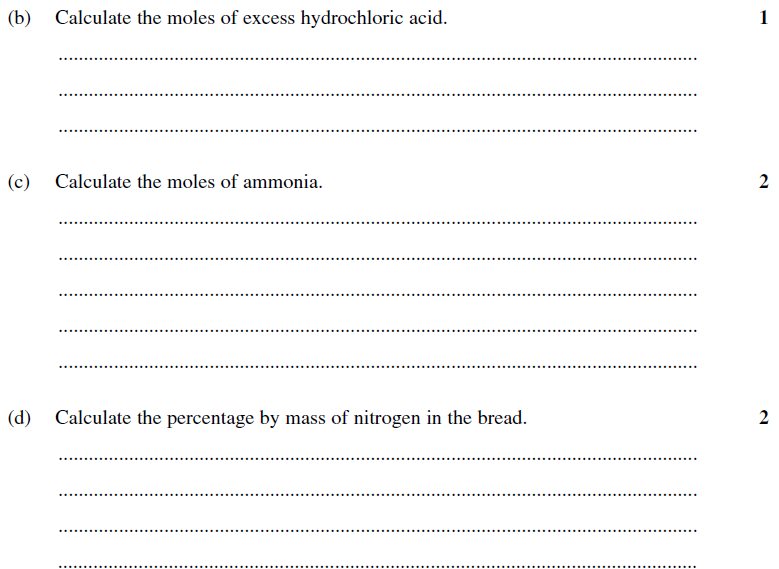 (b) Calculate the moles of excess hydrochloric acid. 1
(c) Calculate the moles of ammonia. 2
(d) Calculate the percentage by mass of nitrogen in the bread. 2